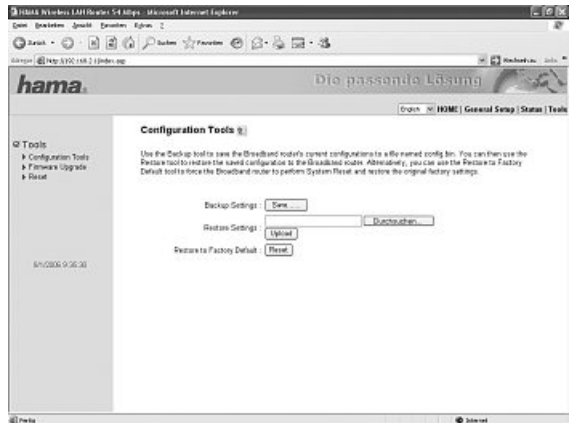 HAMA Wireless LAN Router 54 Mbps - Microsoft Internet Explorer
Datei Bearbeiten Ansicht Favoriten Extras ?
Zurück Suchen Favoriten
hama
Die passende Lösung
English HOME | General Setup | Status | Tools
Tools
Configuration Tools
Firmware Upgrade
Reset
Configuration Tools
Use the Backup tool to save the Broadband router's current configurations to a file named config.bin. You can then use the
Restore tool to restore the saved configuration to the Broadband router. Alternatively, you can use the Restore to Factory
Default tool to force the Broadband router to perform System Reset and restore the original factory settings.
Backup Settings : Save......
Durchsuchen...
Restore Settings :
Upload
Restore to Factory Default : Reset
Fertig
Internet